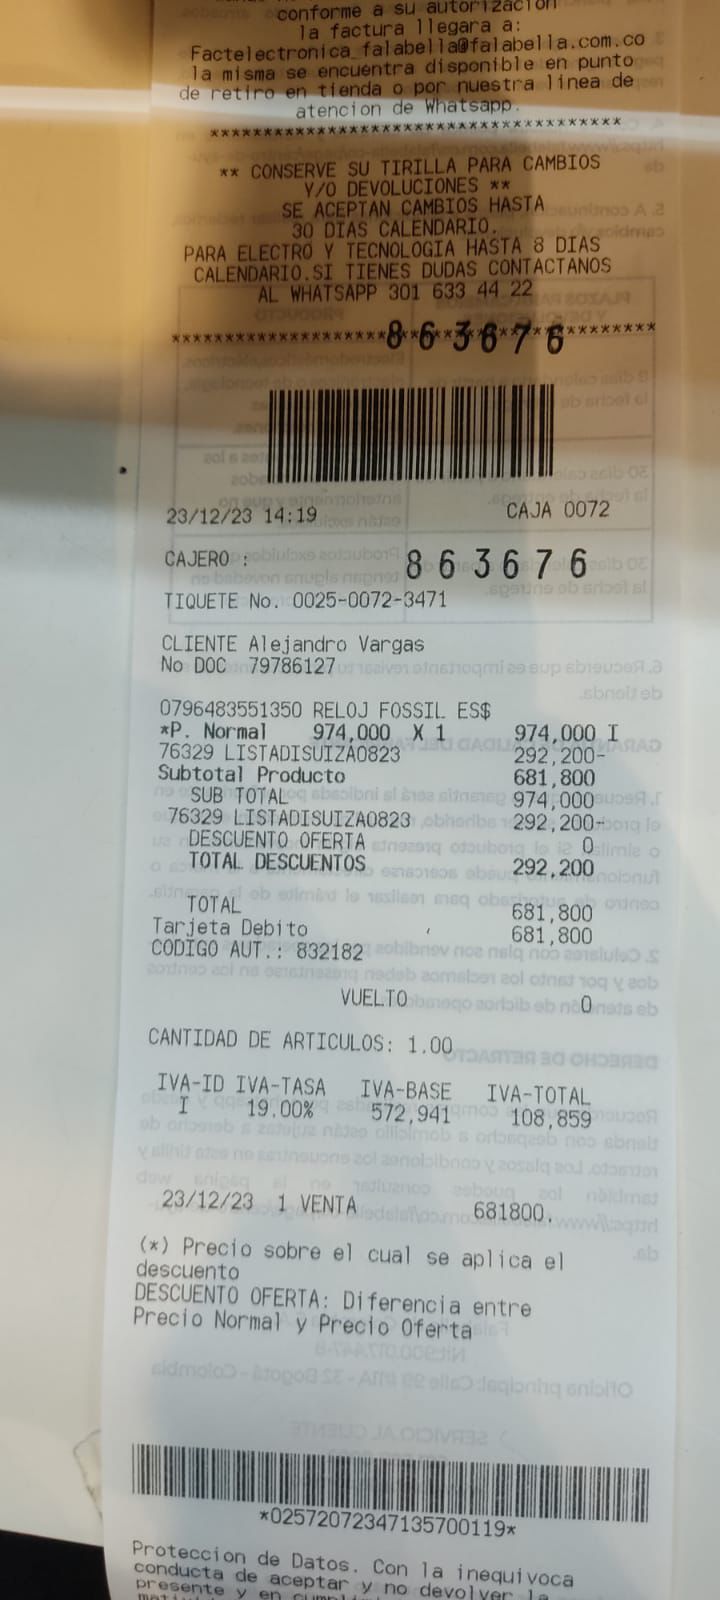 conforme a su autorización
la factura llegara a:
Factelectronica_falabella@falabella.com.co
la misma se encuentra disponible en punto
de retiro en tienda o por nuestra linea de
atencion de Whatsapp.
***************************************
** CONSERVE SU TIRILLA PARA CAMBIOS
Y/O DEVOLUCIONES **
SE ACEPTAN CAMBIOS HASTA
30 DIAS CALENDARIO.
PARA ELECTRO Y TECNOLOGIA HASTA 8 DIAS
CALENDARIO.SI TIENES DUDAS CONTACTANOS
AL WHATSAPP 301 633 44 22
863676
23/12/23 14:19 CAJA 0072
CAJERO : 863676
TIQUETE No. 0025-0072-3471
CLIENTE Alejandro Vargas
No DOC 79786127
0796483551350 RELOJ FOSSIL ES$
*P. Normal 974,000 X 1 974,000 I
76329 LISTADISUIZA0823 292,200-
Subtotal Producto 681,800
SUB TOTAL 974,000
76329 LISTADISUIZA0823 292,200-
DESCUENTO OFERTA 0
TOTAL DESCUENTOS 292,200
TOTAL 681,800
Tarjeta Debito 681,800
CODIGO AUT.: 832182
VUELTO 0
CANTIDAD DE ARTICULOS: 1.00
IVA-ID IVA-TASA IVA-BASE IVA-TOTAL
I 19.00% 572,941 108,859
23/12/23 1 VENTA 681800.
(*) Precio sobre el cual se aplica el
descuento
DESCUENTO OFERTA: Diferencia entre
Precio Normal y Precio Oferta
*02572072347135700119*
Proteccion de Datos. Con la inequivoca
conducta de aceptar y no devolver la
presente y en